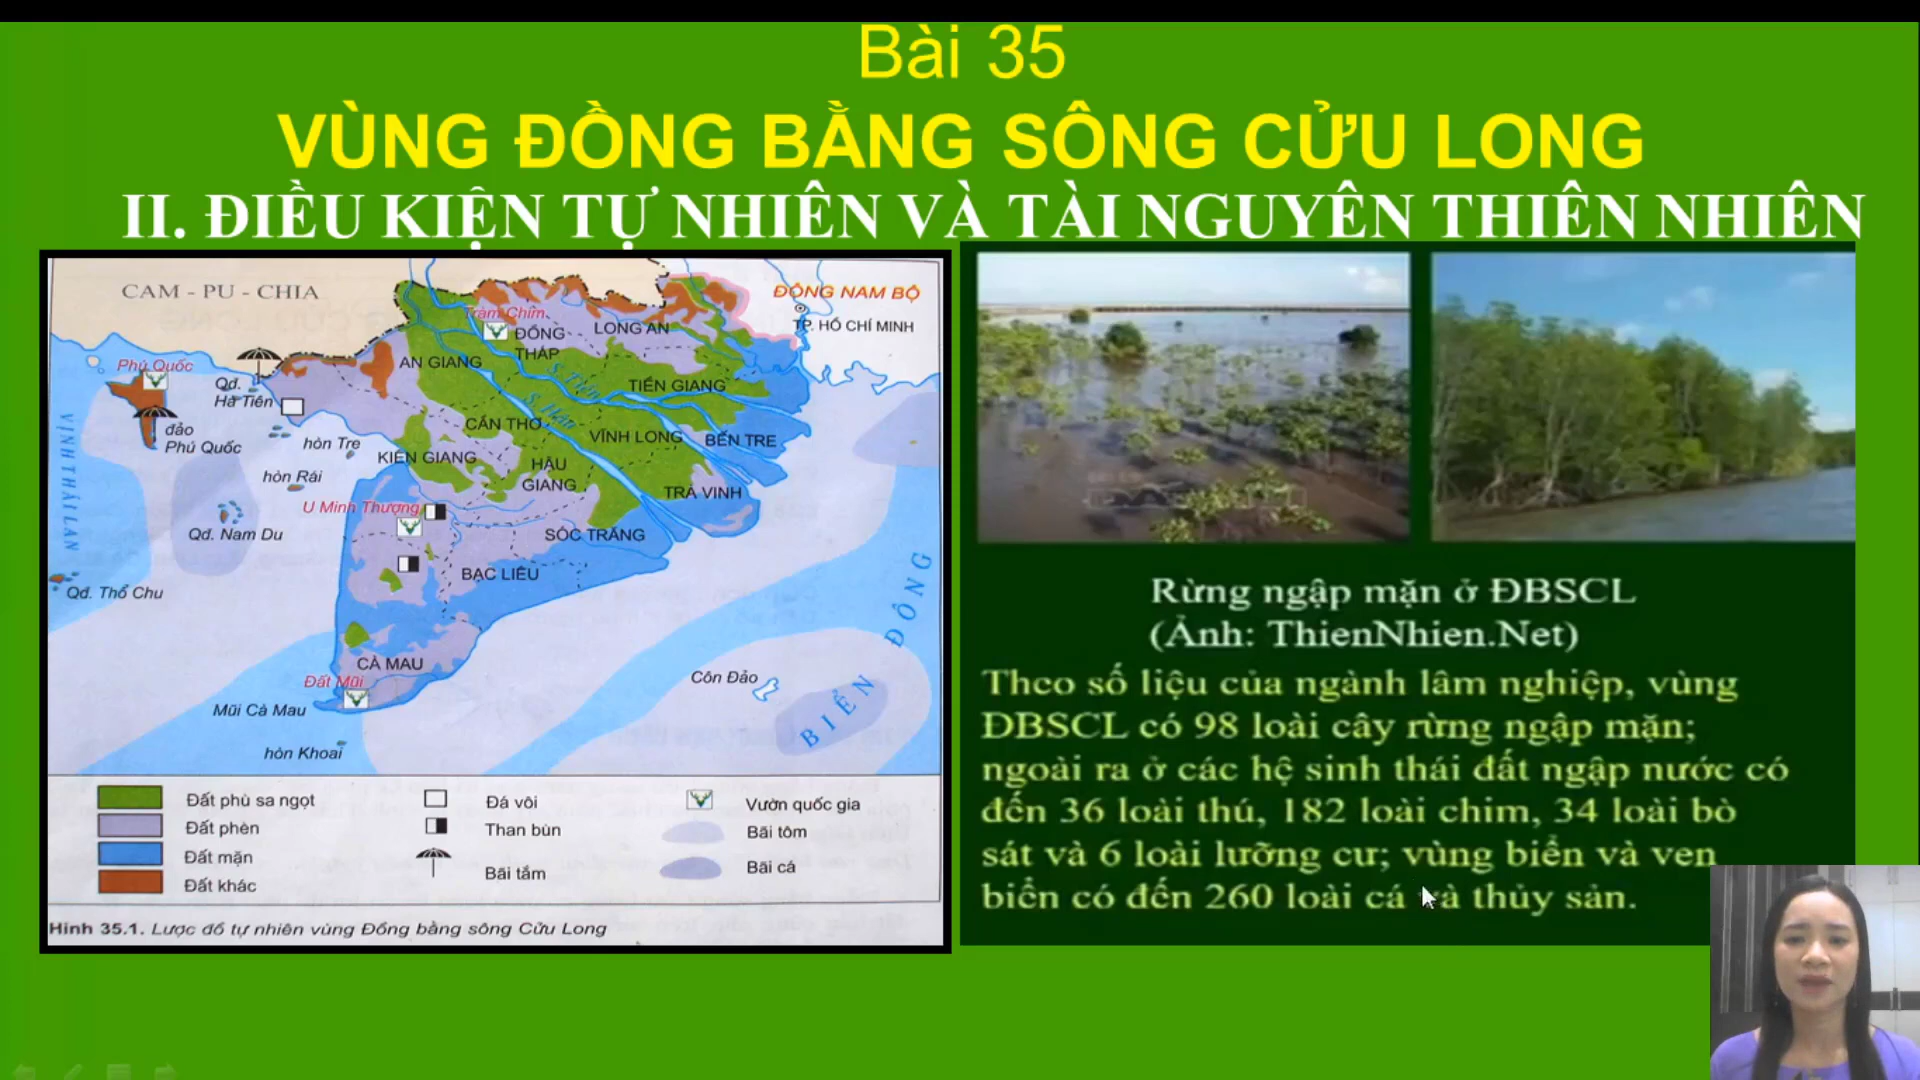 Bài 35
VÙNG ĐỒNG BẰNG SÔNG CỬU LONG
II. ĐIỀU KIỆN TỰ NHIÊN VÀ TÀI NGUYÊN THIÊN NHIÊN
CAM - PU - CHIA
ĐÔNG NAM BỘ
TP. HỒ CHÍ MINH
Tràm Chim
ĐỒNG
THÁP
LONG AN
AN GIANG
Phú Quốc
Qđ.
Hà Tiên
đảo
Phú Quốc
S. Tiền
S. Hậu
TIỀN GIANG
CẦN THƠ
VĨNH LONG
BẾN TRE
hòn Tre
KIÊN GIANG
HẬU
GIANG
hòn Rái
TRÀ VINH
U Minh Thượng
Qđ. Nam Du
SÓC TRĂNG
BẠC LIÊU
VỊNH THÁI LAN
Qđ. Thổ Chu
CÀ MAU
Đất Mũi
Mũi Cà Mau
hòn Khoai
Côn Đảo
BIỂN
ĐÔNG
Đất phù sa ngọt
Đất phèn
Đất mặn
Đất khác
Đá vôi
Than bùn
Bãi tắm
Vườn quốc gia
Bãi tôm
Bãi cá
Hình 35.1. Lược đồ tự nhiên vùng Đồng bằng sông Cửu Long
Rừng ngập mặn ở ĐBSCL
(Ảnh: ThienNhien.Net)
Theo số liệu của ngành lâm nghiệp, vùng
ĐBSCL có 98 loài cây rừng ngập mặn;
ngoài ra ở các hệ sinh thái đất ngập nước có
đến 36 loài thú, 182 loài chim, 34 loài bò
sát và 6 loài lưỡng cư; vùng biển và ven
biển có đến 260 loài cá và thủy sản.